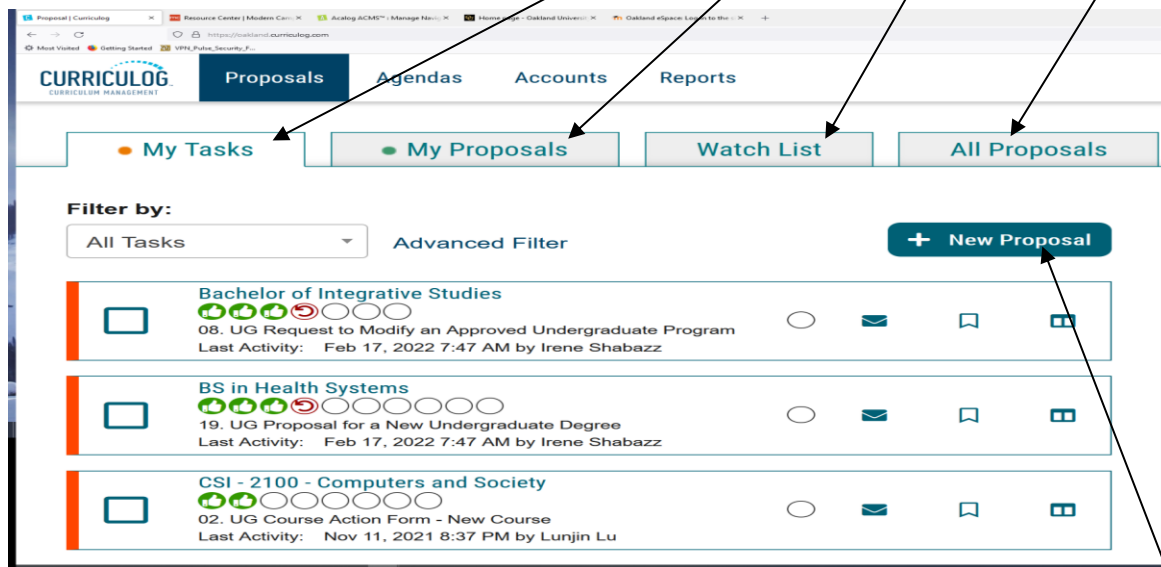 Proposal | Curriculog
Resource Center | Modern Cam
Acalog ACMS™ : Manage Navi
Home page - Oakland Universit
Oakland eSpace: Log in to the
https://oakland.curriculog.com
Most Visited Getting Started VPN_Pulse_Security_F...
CURRICULOG
CURRICULUM MANAGEMENT
Proposals Agendas Accounts Reports
My Tasks My Proposals Watch List All Proposals
Filter by:
All Tasks Advanced Filter + New Proposal
Bachelor of Integrative Studies
08. UG Request to Modify an Approved Undergraduate Program
Last Activity: Feb 17, 2022 7:47 AM by Irene Shabazz
BS in Health Systems
19. UG Proposal for a New Undergraduate Degree
Last Activity: Feb 17, 2022 7:47 AM by Irene Shabazz
CSI - 2100 - Computers and Society
02. UG Course Action Form - New Course
Last Activity: Nov 11, 2021 8:37 PM by Lunjin Lu